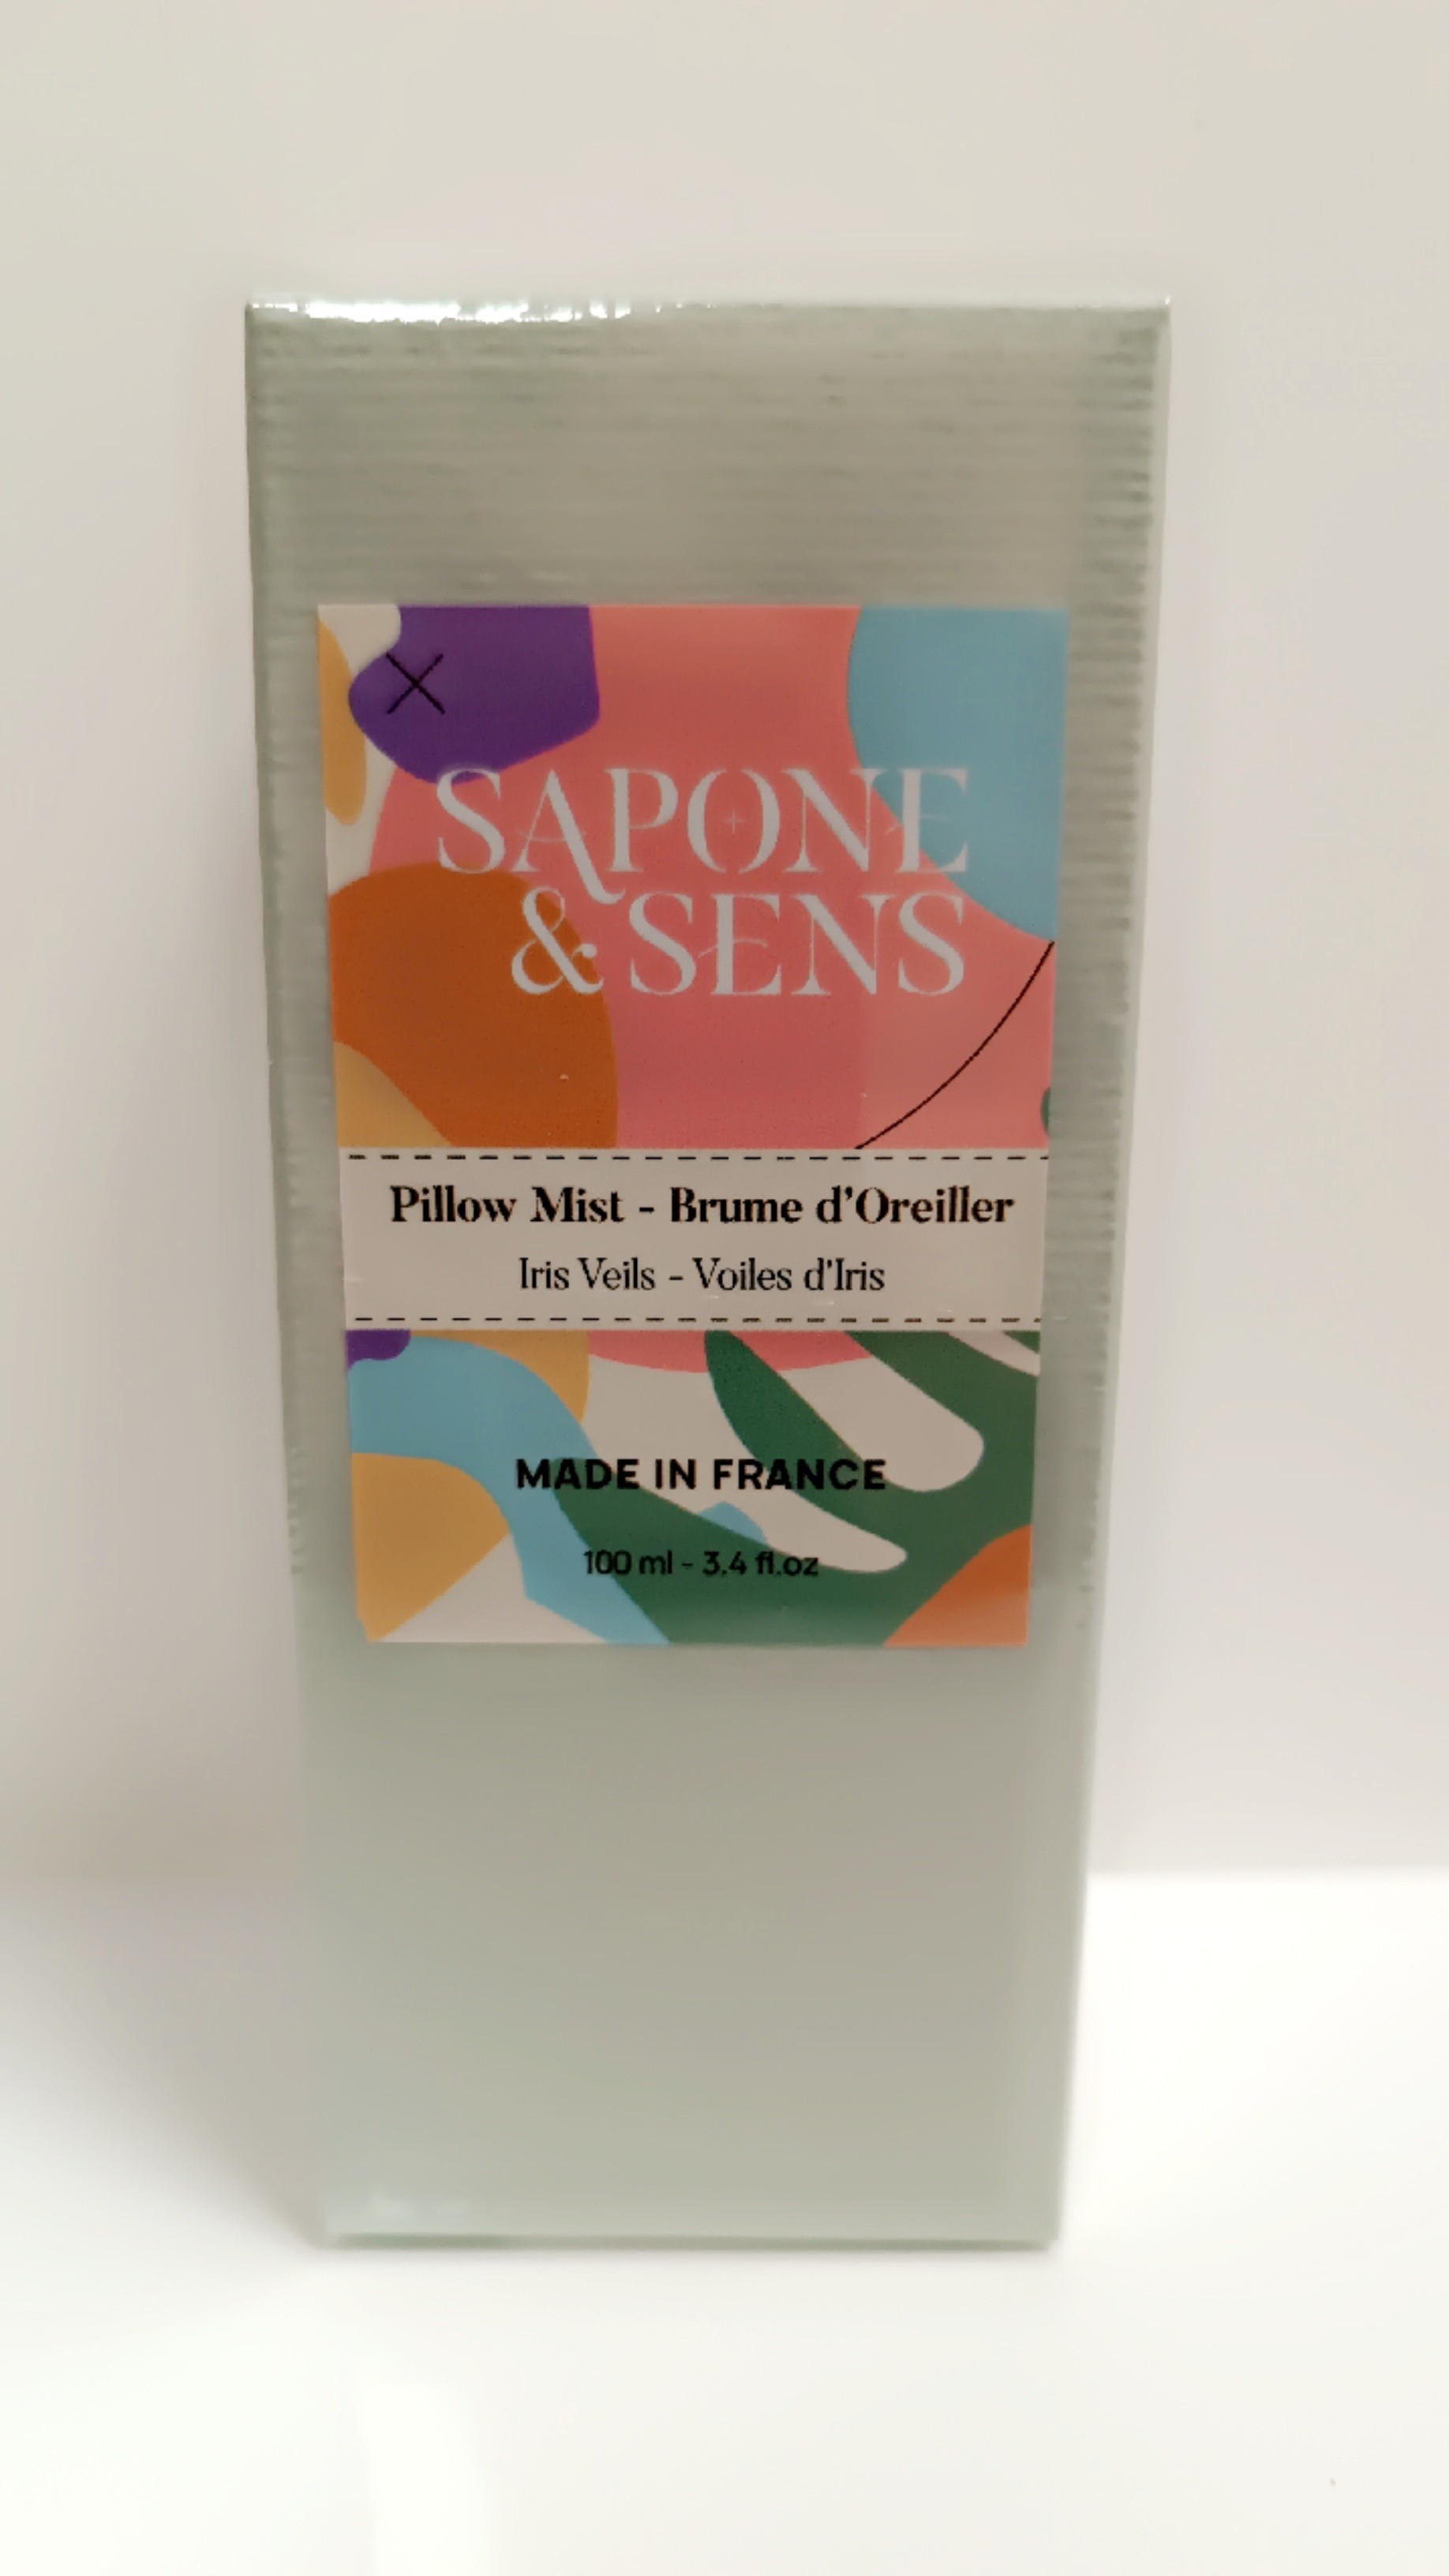 SAPONE
& SENS
Pillow Mist - Brume d'Oreiller
Iris Veils - Voiles d'Iris
MADE IN FRANCE
100 ml - 3.4 fl.oz